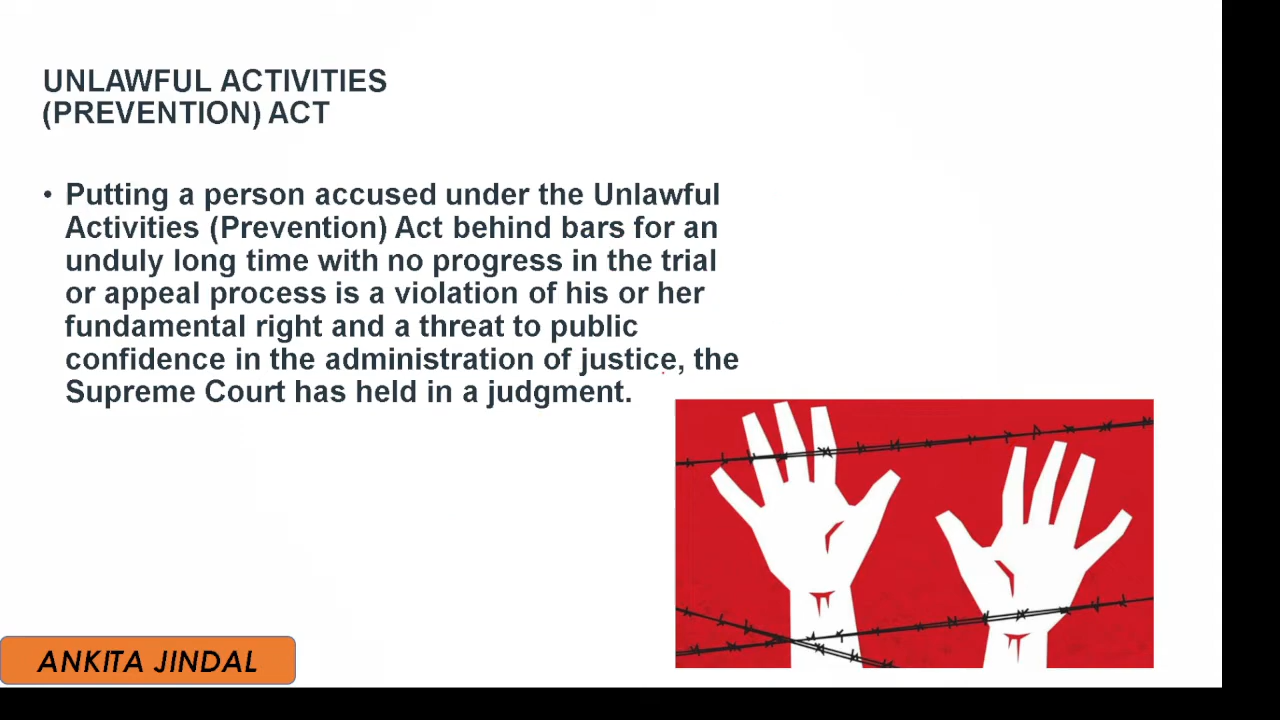 UNLAWFUL ACTIVITIES
(PREVENTION) ACT
• Putting a person accused under the Unlawful
Activities (Prevention) Act behind bars for an
unduly long time with no progress in the trial
or appeal process is a violation of his or her
fundamental right and a threat to public
confidence in the administration of justice, the
Supreme Court has held in a judgment.
ANKITA JINDAL